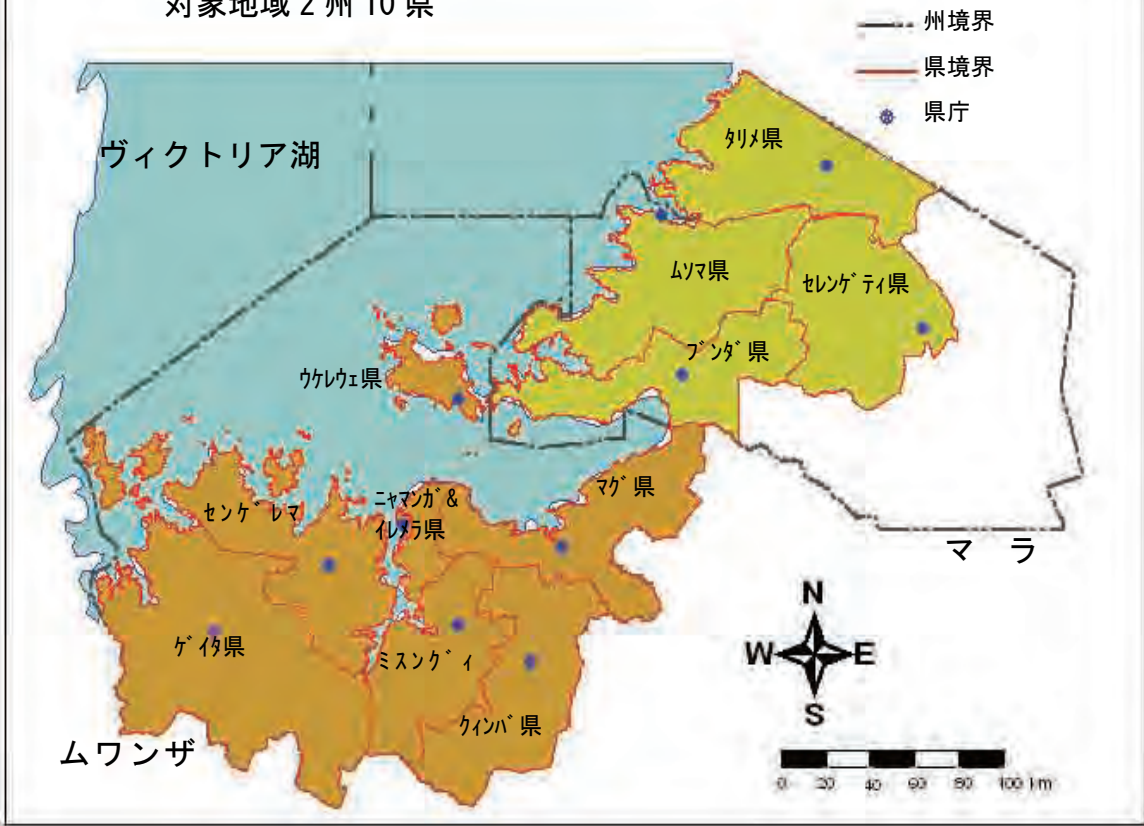 対象地域 2 州 10 県
州境界
県境界
県庁
ヴィクトリア湖
タリメ県
ムソマ県
セレンゲティ県
ブンダ県
ウケレウェ県
マグ県
ニャマンガ&
イレメラ県
センゲレマ
マ ラ
ゲイタ県
ミスングィ
クィンバ県
ムワンザ
N
W E
S
0 20 40 60 80 100 km